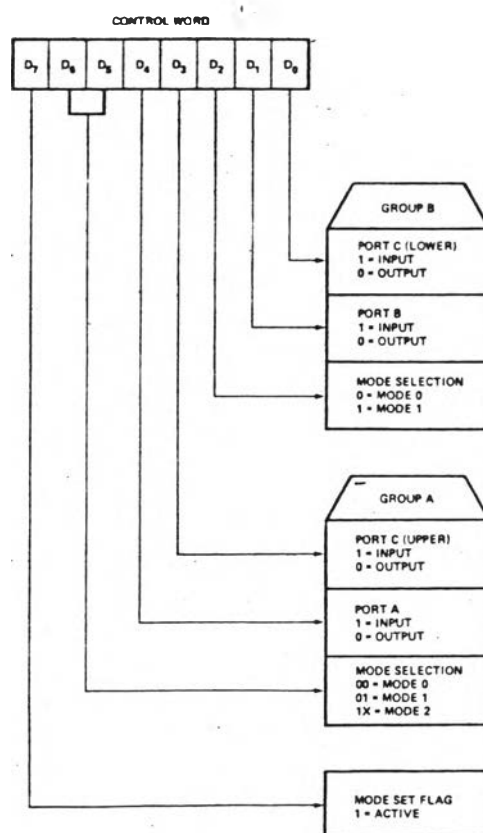 CONTROL WORD
D7 D6 D5 D4 D3 D2 D1 D0
GROUP B
PORT C (LOWER)
1 = INPUT
0 = OUTPUT
PORT B
1 = INPUT
0 = OUTPUT
MODE SELECTION
0 = MODE 0
1 = MODE 1
GROUP A
PORT C (UPPER)
1 = INPUT
0 = OUTPUT
PORT A
1 = INPUT
0 = OUTPUT
MODE SELECTION
00 = MODE 0
01 = MODE 1
1X = MODE 2
MODE SET FLAG
1 = ACTIVE